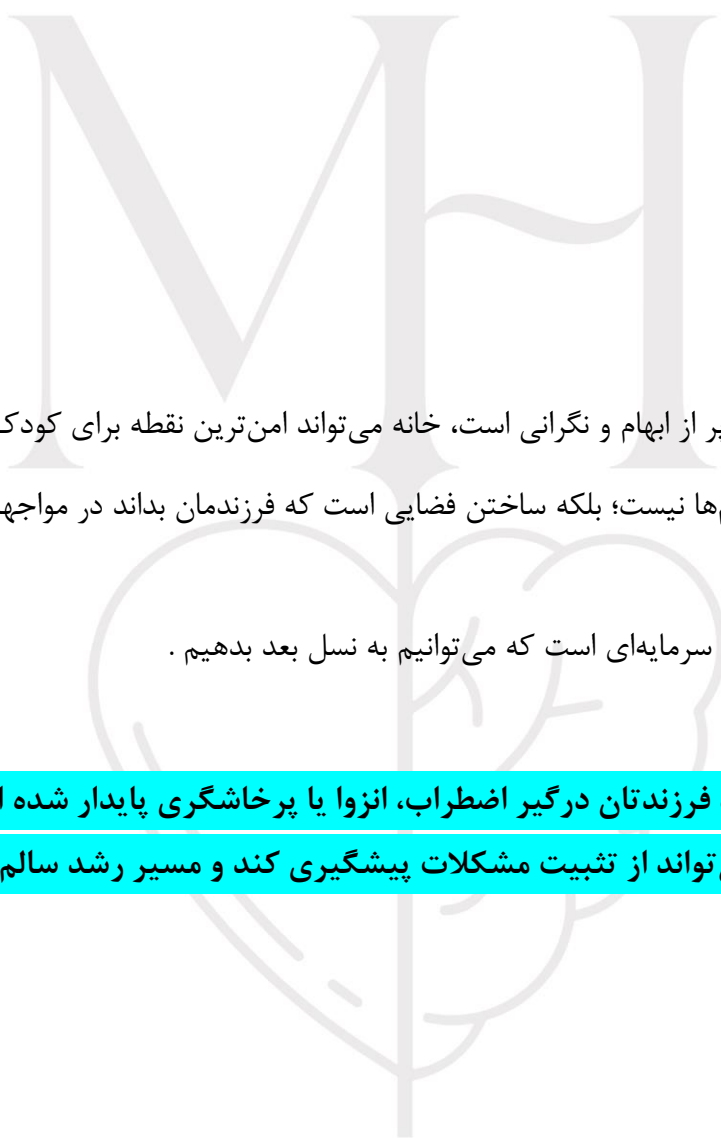 MH
پر از ابهام و نگرانی است، خانه می‌تواند امن‌ترین نقطه برای کودک
‌ها نیست؛ بلکه ساختن فضایی است که فرزندمان بداند در
سرمایه‌ای است که می‌توانیم به نسل بعد بدهیم .
فرزندتان درگیر اضطراب، انزوا یا پرخاشگری پایدار شده
تواند از تثبیت مشکلات پیشگیری کند و مسیر رشد سالم